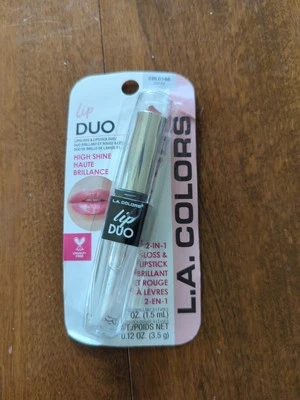 Lip
DUO
HIGH SHINE
HAUTE
BRILLANCE
L.A. COLORS
Lip
DUO
2-IN-1
GLOSS &
LIPSTICK
BRILLANT
ET ROUGE
À LÈVRES
2-EN-1
OZ. (1.5 mL)
/POIDS NET
0.12 OZ. (3.5 g)
L.A. COLORS